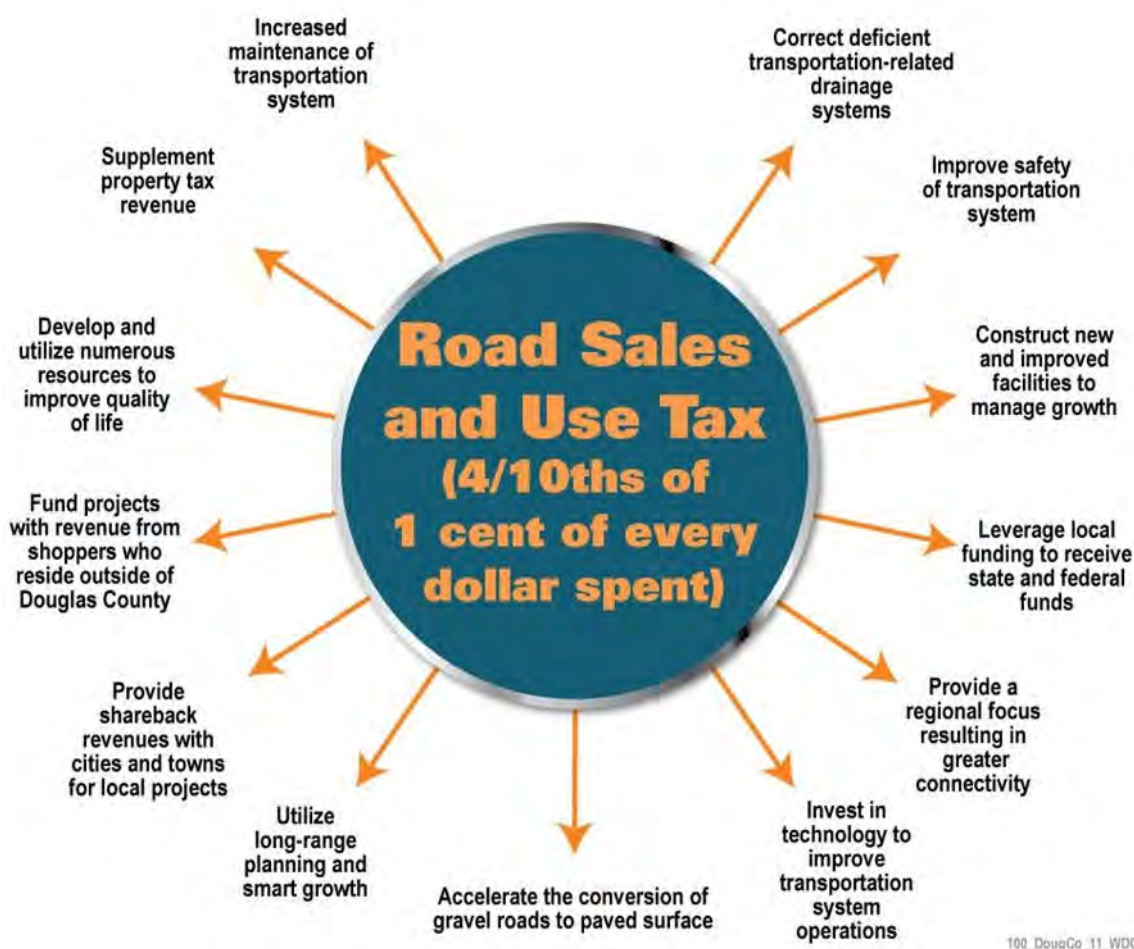 Increased
maintenance of
transportation
system
Correct deficient
transportation-related
drainage
systems
Supplement
property tax
revenue
Improve safety
of transportation
system
Develop and
utilize numerous
resources to
improve quality
of life
Road Sales
and Use Tax
(4/10ths of
1 cent of every
dollar spent)
Construct new
and improved
facilities to
manage growth
Fund projects
with revenue from
shoppers who
reside outside of
Douglas County
Leverage local
funding to receive
state and federal
funds
Provide
shareback
revenues with
cities and towns
for local projects
Provide a
regional focus
resulting in
greater
connectivity
Utilize
long-range
planning and
smart growth
Accelerate the conversion of
gravel roads to paved surface
Invest in
technology to
improve
transportation
system
operations
100_DougCo_11